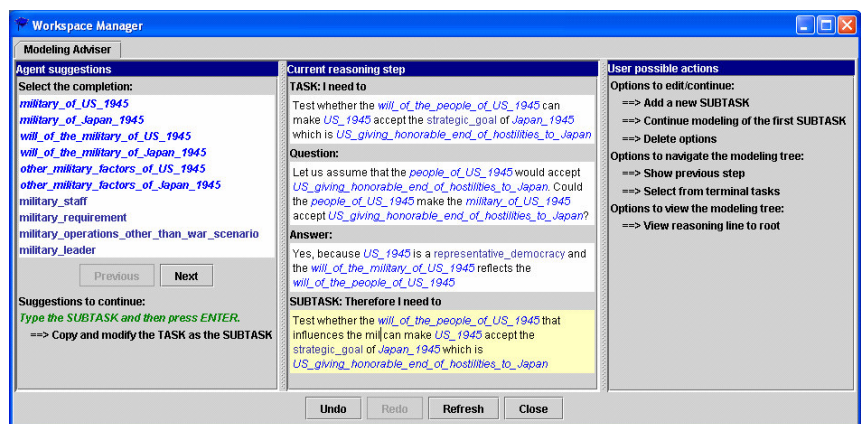 Workspace Manager
Modeling Adviser
Agent suggestions
Select the completion:
military_of_US_1945
military_of_Japan_1945
will_of_the_military_of_US_1945
will_of_the_military_of_Japan_1945
other_military_factors_of_US_1945
other_military_factors_of_Japan_1945
military_staff
military_requirement
military_operations_other_than_war_scenario
military_leader
Previous Next
Suggestions to continue:
Type the SUBTASK and then press ENTER.
==> Copy and modify the TASK as the SUBTASK
Current reasoning step
TASK: I need to
Test whether the will_of_the_people_of_US_1945 can
make US_1945 accept the strategic_goal of Japan_1945
which is US_giving_honorable_end_of_hostilities_to_Japan
Question:
Let us assume that the people_of_US_1945 would accept
US_giving_honorable_end_of_hostilities_to_Japan. Could
the people_of_US_1945 make the military_of_US_1945
accept US_giving_honorable_end_of_hostilities_to_Japan?
Answer:
Yes, because US_1945 is a representative_democracy and
the will_of_the_military_of_US_1945 reflects the
will_of_the_people_of_US_1945
SUBTASK: Therefore I need to
Test whether the will_of_the_people_of_US_1945 that
influences the mil can make US_1945 accept the
strategic_goal of Japan_1945 which is
US_giving_honorable_end_of_hostilities_to_Japan
User possible actions
Options to edit/continue:
==> Add a new SUBTASK
==> Continue modeling of the first SUBTASK
==> Delete options
Options to navigate the modeling tree:
==> Show previous step
==> Select from terminal tasks
Options to view the modeling tree:
==> View reasoning line to root
Undo Redo Refresh Close